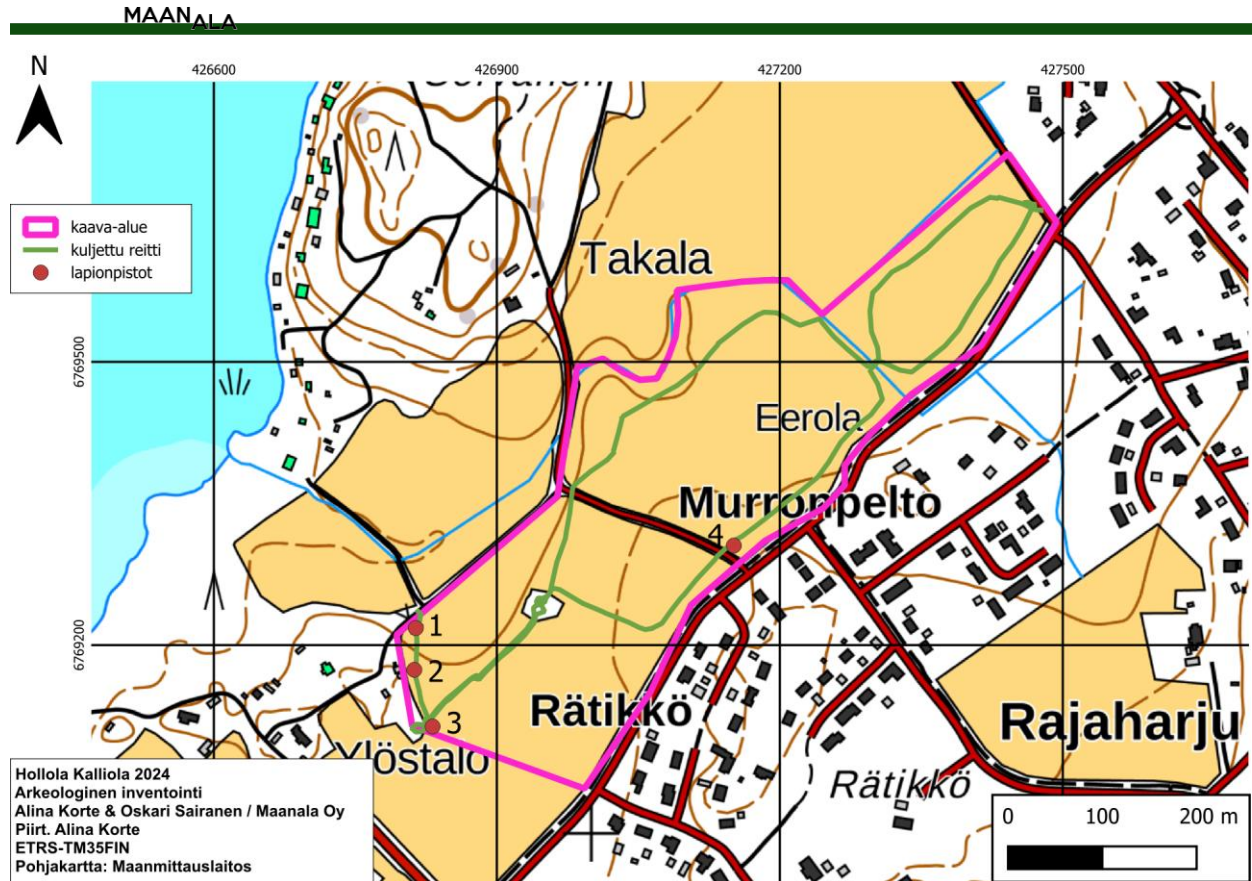 MAANALA
N
426600
426900
427200
427500
kaava-alue
kuljettu reitti
lapionpistot
Takala
6769500
Eerola
Murronpelto
4
1
6769200
2
3
Rätikkö
Rajaharju
Ylöstalo
Rätikkö
Hollola Kalliola 2024
Arkeologinen inventointi
Alina Korte & Oskari Sairanen / Maanala Oy
Piirt. Alina Korte
ETRS-TM35FIN
Pohjakartta: Maanmittauslaitos
0 100 200 m